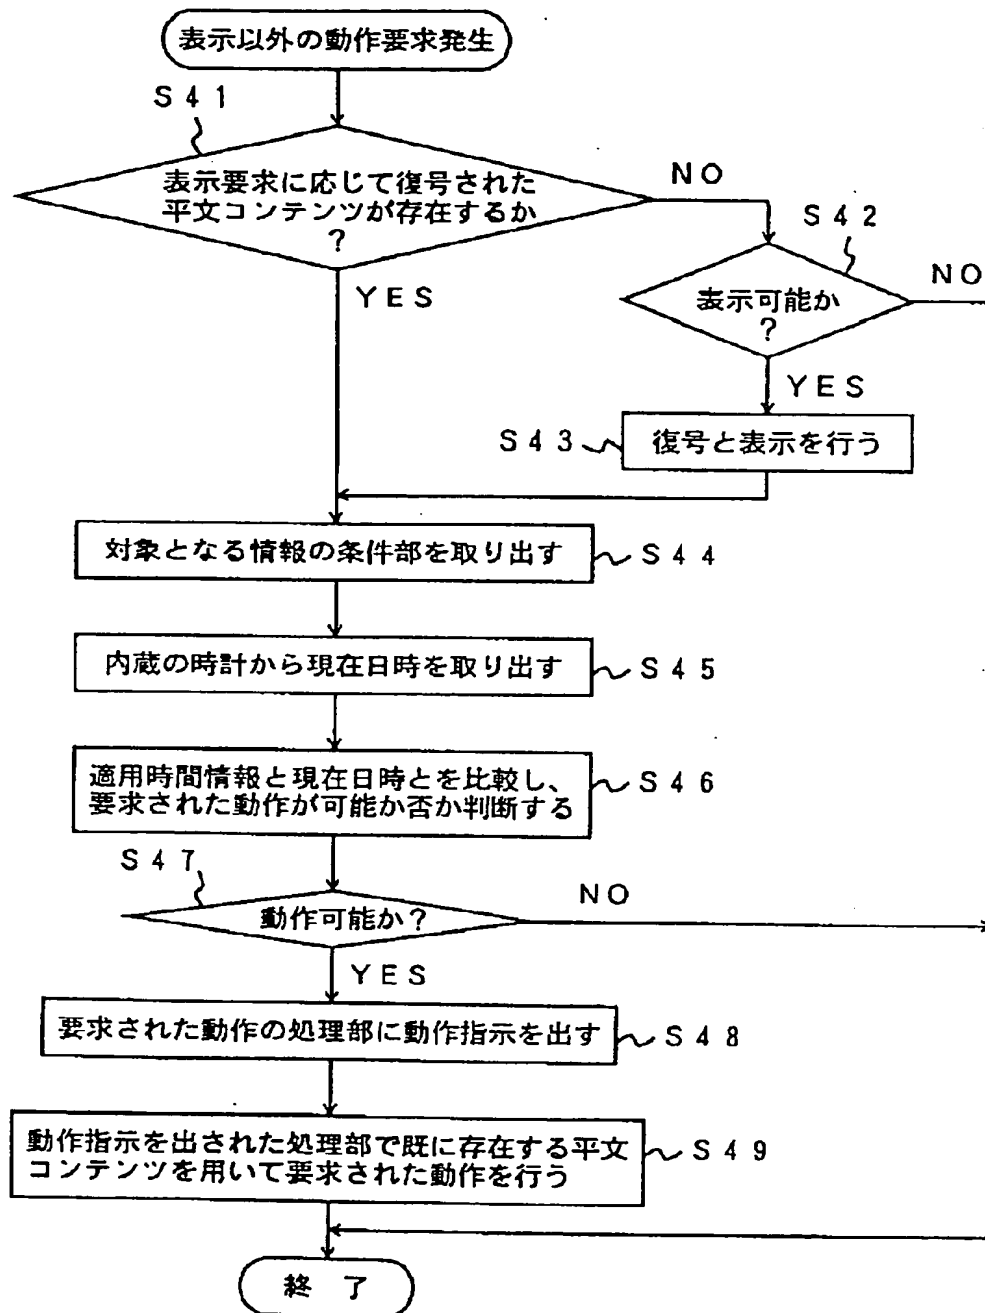 表示以外の動作要求発生
S41
表示要求に応じて復号された
平文コンテンツが存在するか
?
NO
YES
S42
表示可能か
?
NO
YES
S43
復号と表示を行う
対象となる情報の条件部を取り出す
S44
内蔵の時計から現在日時を取り出す
S45
適用時間情報と現在日時とを比較し、
要求された動作が可能か否か判断する
S46
S47
動作可能か?
NO
YES
要求された動作の処理部に動作指示を出す
S48
動作指示を出された処理部で既に存在する平文
コンテンツを用いて要求された動作を行う
S49
終 了